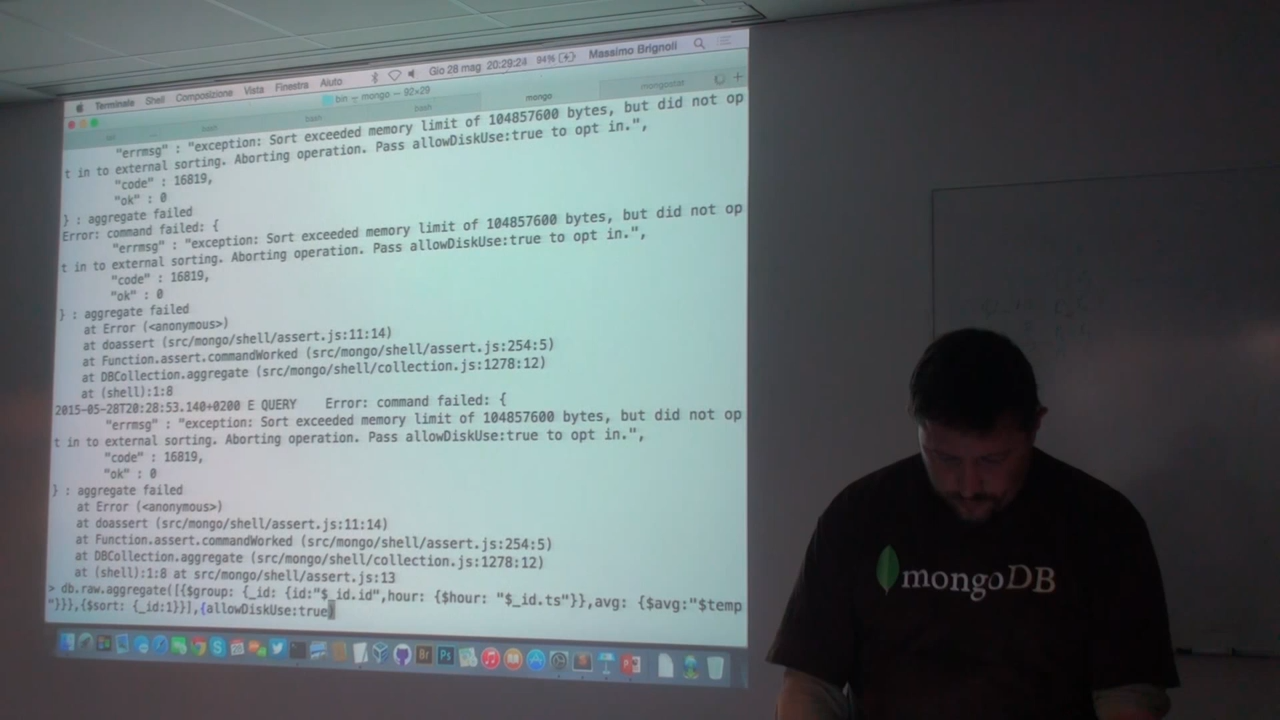 Terminale Shell Composizione Vista Finestra Aiuto Gio 28 mag 20:29:24 94% Massimo Brignoli
bin — mongo — 92×29
bash bash bash mongo mongostat
"errmsg" : "exception: Sort exceeded memory limit of 104857600 bytes, but did not op
t in to external sorting. Aborting operation. Pass allowDiskUse:true to opt in.",
"code" : 16819,
"ok" : 0
} : aggregate failed
Error: command failed: {
"errmsg" : "exception: Sort exceeded memory limit of 104857600 bytes, but did not op
t in to external sorting. Aborting operation. Pass allowDiskUse:true to opt in.",
"code" : 16819,
"ok" : 0
} : aggregate failed
at Error (<anonymous>)
at doassert (src/mongo/shell/assert.js:11:14)
at Function.assert.commandWorked (src/mongo/shell/assert.js:254:5)
at DBCollection.aggregate (src/mongo/shell/collection.js:1278:12)
at (shell):1:8
2015-05-28T20:28:53.140+0200 E QUERY Error: command failed: {
"errmsg" : "exception: Sort exceeded memory limit of 104857600 bytes, but did not op
t in to external sorting. Aborting operation. Pass allowDiskUse:true to opt in.",
"code" : 16819,
"ok" : 0
} : aggregate failed
at Error (<anonymous>)
at doassert (src/mongo/shell/assert.js:11:14)
at Function.assert.commandWorked (src/mongo/shell/assert.js:254:5)
at DBCollection.aggregate (src/mongo/shell/collection.js:1278:12)
at (shell):1:8 at src/mongo/shell/assert.js:13
> db.raw.aggregate([{$group: {_id: {id:"$_id.id",hour: {$hour: "$_id.ts"}},avg: {$avg:"$temp
"}}},{$sort: {_id:1}}],{allowDiskUse:true
Br Ps
mongoDB